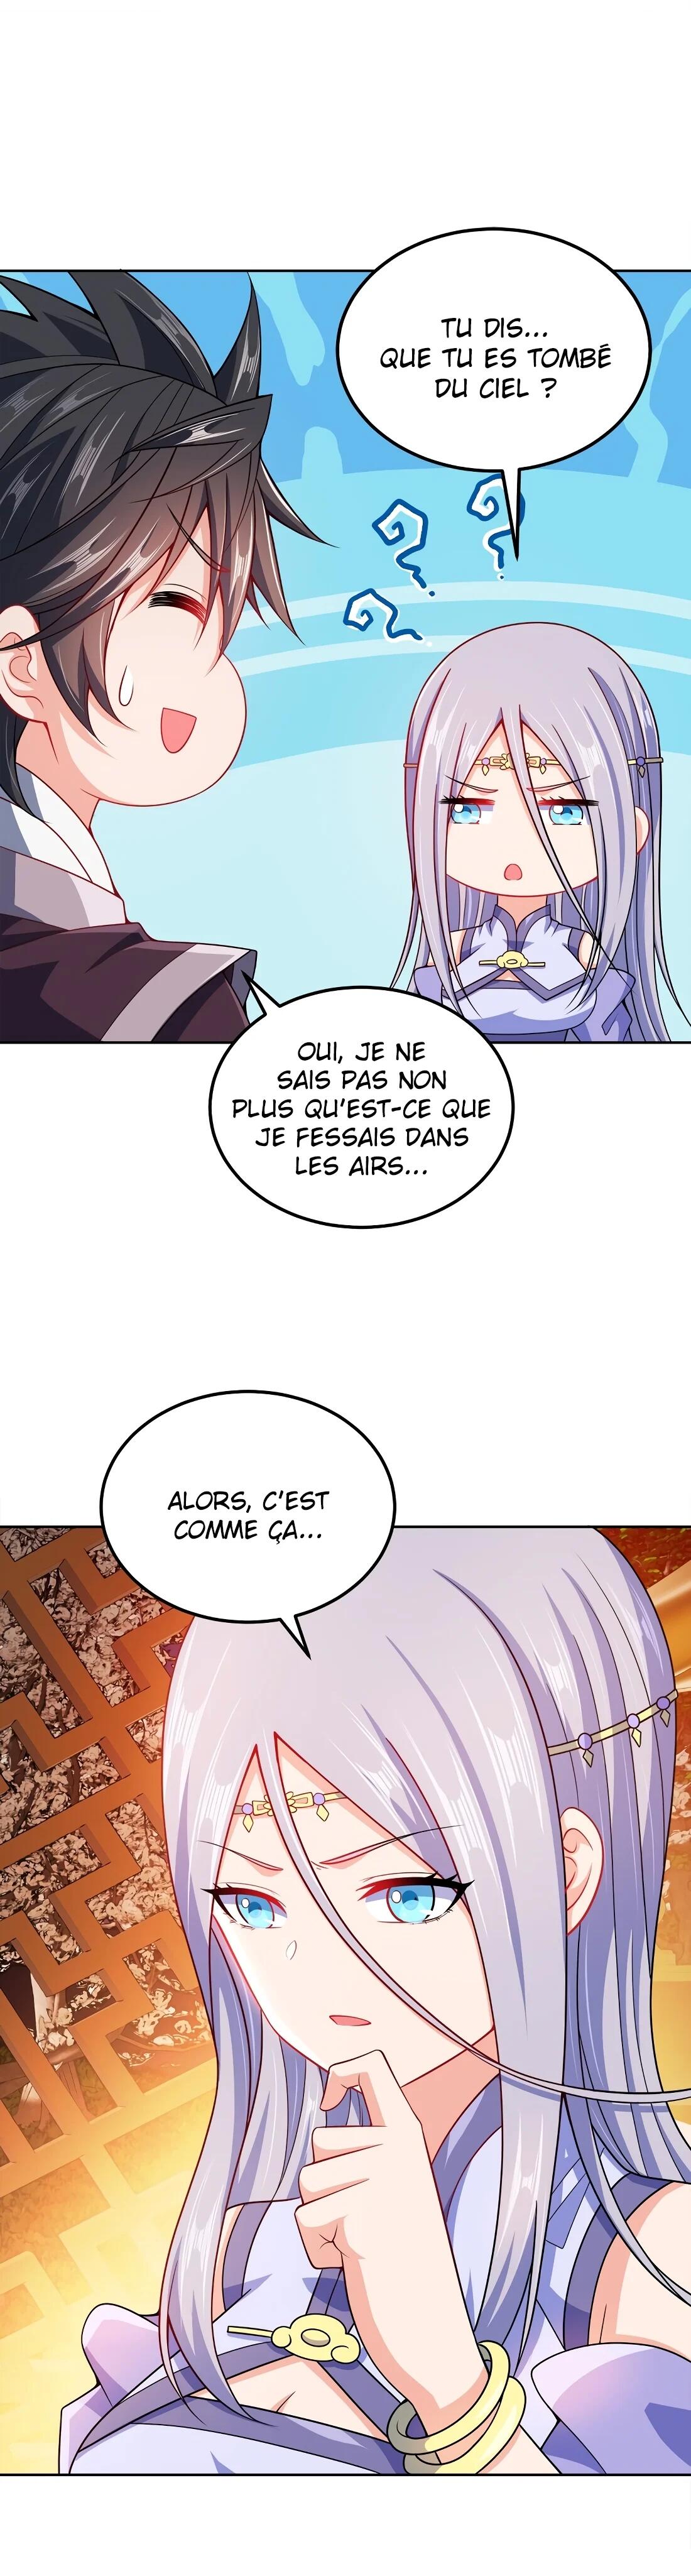 TU DIS...
QUE TU ES TOMBÉ
DU CIEL ?
OUI, JE NE
SAIS PAS NON
PLUS QU'EST-CE QUE
JE FESSAIS DANS
LES AIRS...
ALORS, C'EST
COMME ÇA...